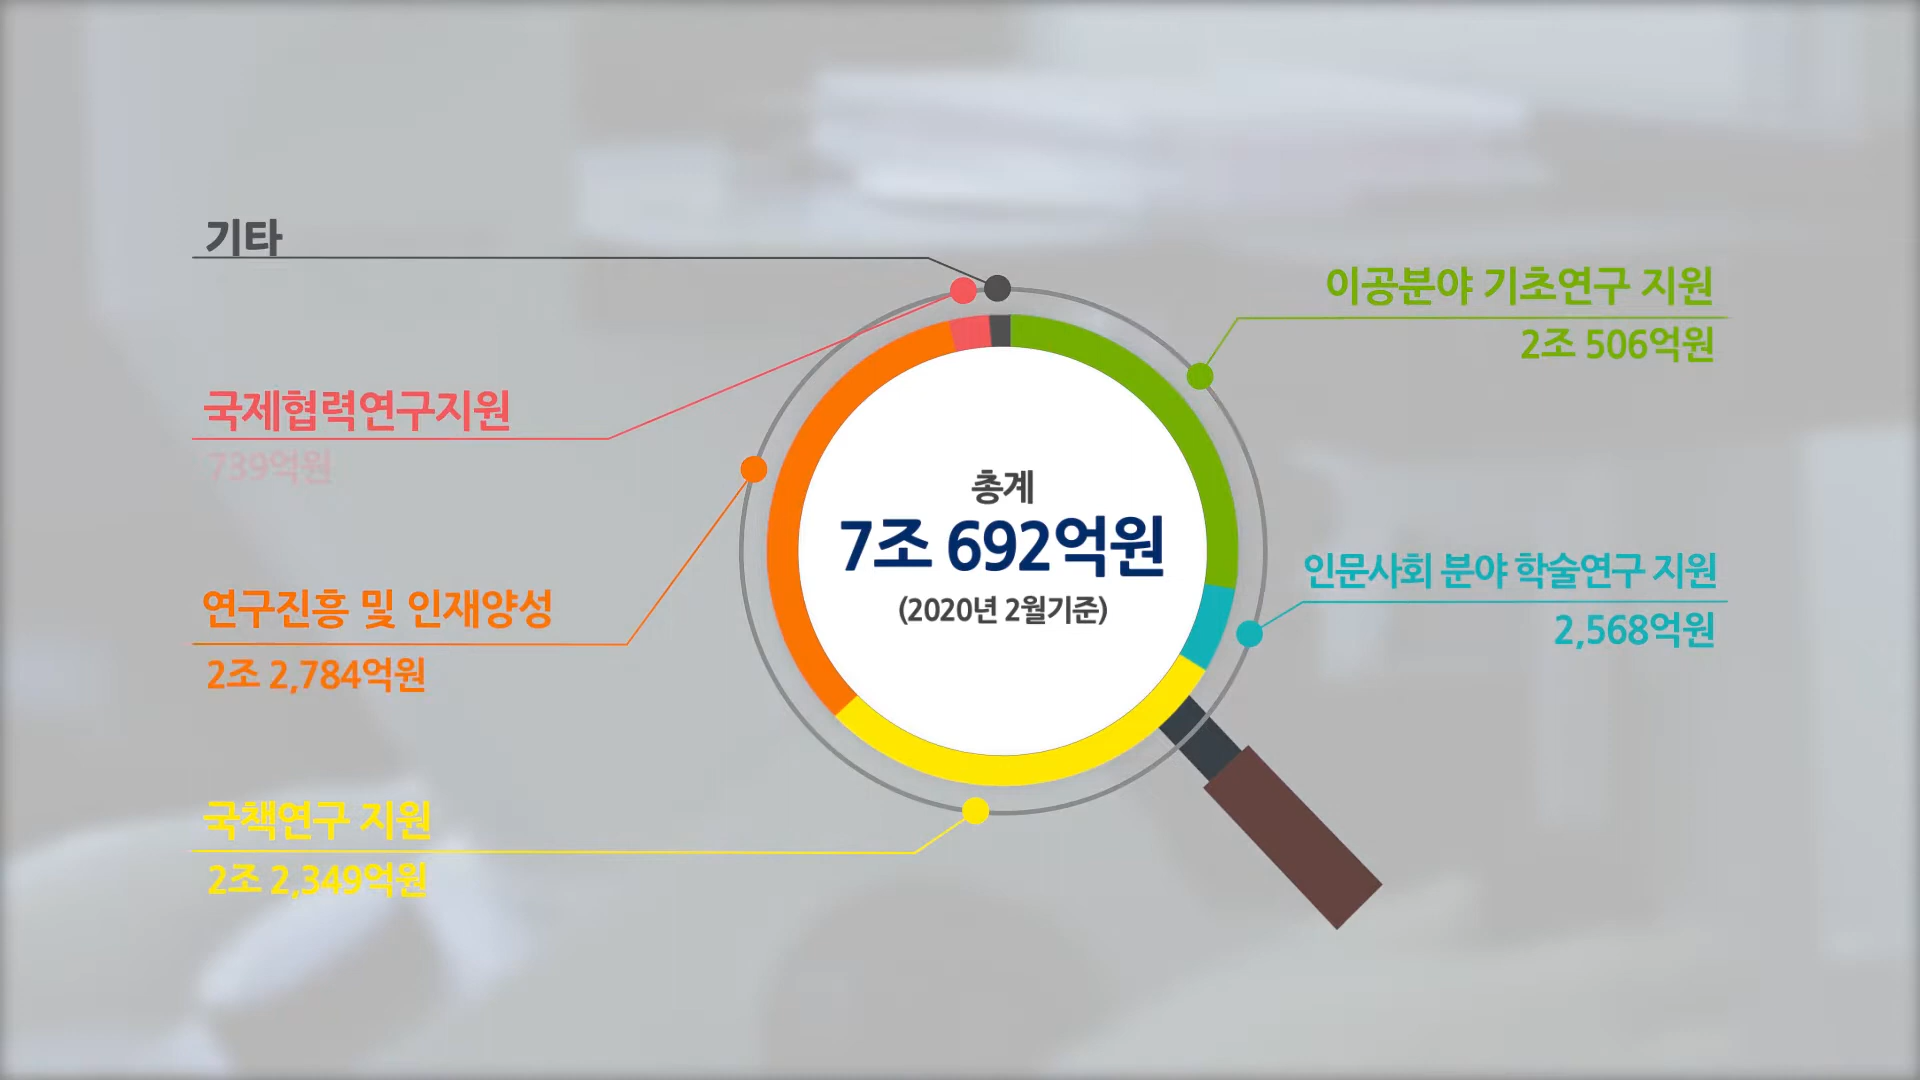 기타
국제협력연구지원
739억원
연구진흥 및 인재양성
2조 2,784억원
국책연구 지원
2조 2,349억원
총계
7조 692억원
(2020년 2월기준)
이공분야 기초연구 지원
2조 506억원
인문사회 분야 학술연구 지원
2,568억원